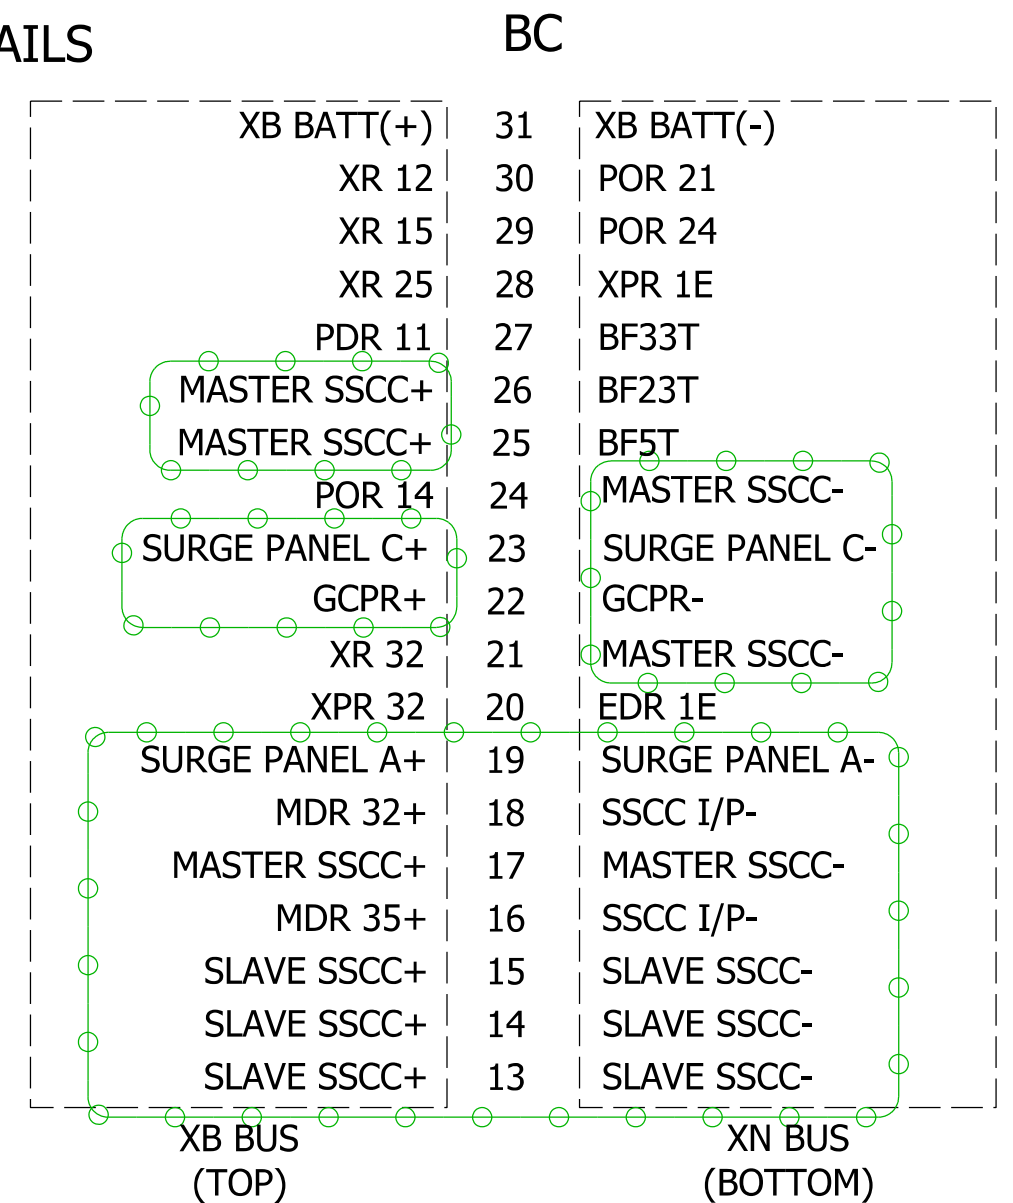 AILS
BC
XB BATT(+) 31 XB BATT(-)
XR 12 30 POR 21
XR 15 29 POR 24
XR 25 28 XPR 1E
PDR 11 27 BF33T
MASTER SSCC+ 26 BF23T
MASTER SSCC+ 25 BF5T
POR 14 24 MASTER SSCC-
SURGE PANEL C+ 23 SURGE PANEL C-
GCPR+ 22 GCPR-
XR 32 21 MASTER SSCC-
XPR 32 20 EDR 1E
SURGE PANEL A+ 19 SURGE PANEL A-
MDR 32+ 18 SSCC I/P-
MASTER SSCC+ 17 MASTER SSCC-
MDR 35+ 16 SSCC I/P-
SLAVE SSCC+ 15 SLAVE SSCC-
SLAVE SSCC+ 14 SLAVE SSCC-
SLAVE SSCC+ 13 SLAVE SSCC-
XB BUS XN BUS
(TOP) (BOTTOM)